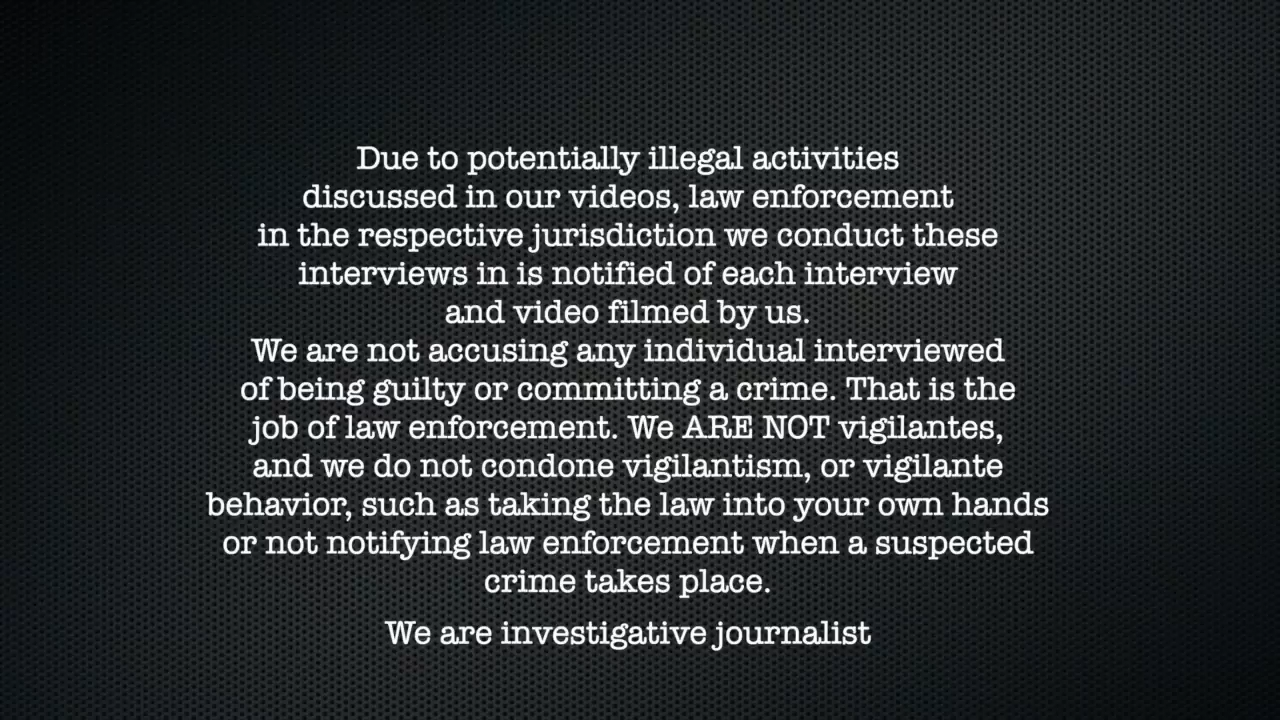 Due to potentially illegal activities
discussed in our videos, law enforcement
in the respective jurisdiction we conduct these
interviews in is notified of each interview
and video filmed by us.
We are not accusing any individual interviewed
of being guilty or committing a crime. That is the
job of law enforcement. We ARE NOT vigilantes,
and we do not condone vigilantism, or vigilante
behavior, such as taking the law into your own hands
or not notifying law enforcement when a suspected
crime takes place.
We are investigative journalist